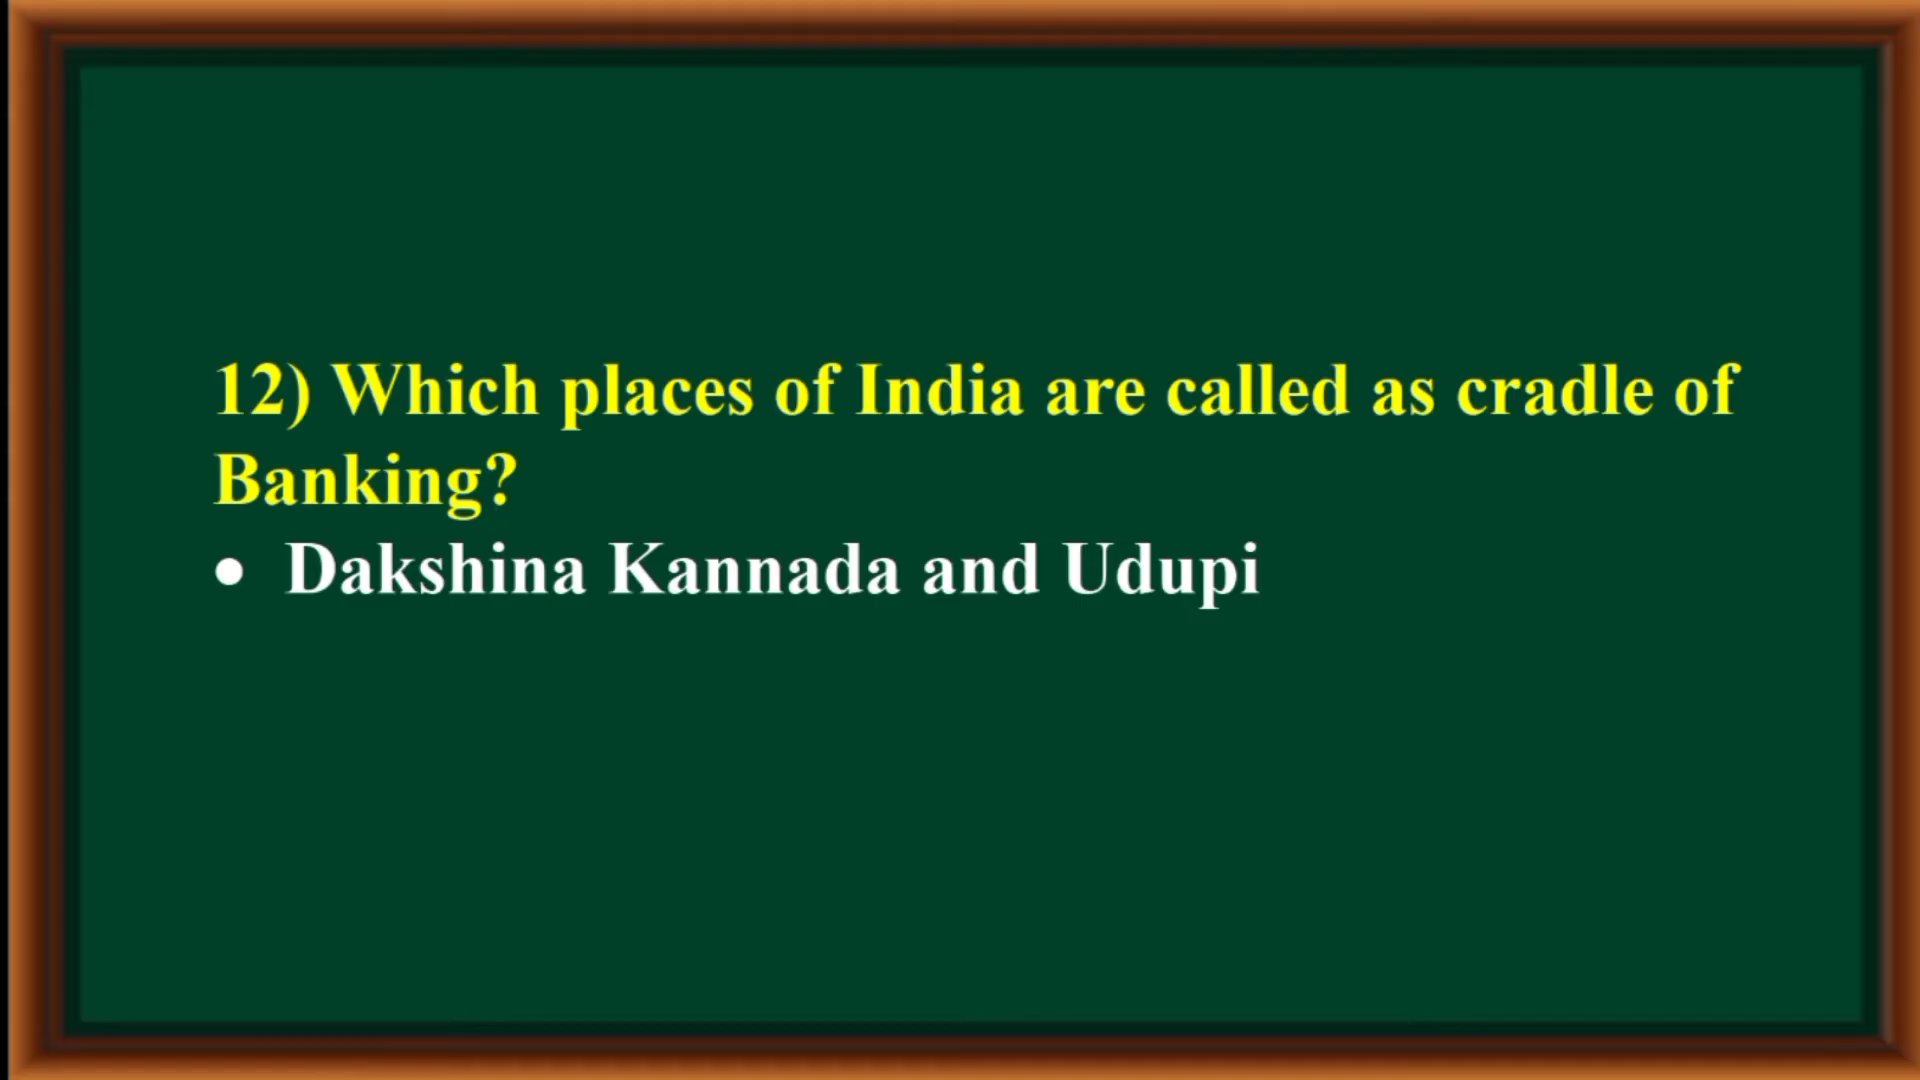 12) Which places of India are called as cradle of
Banking?
• Dakshina Kannada and Udupi